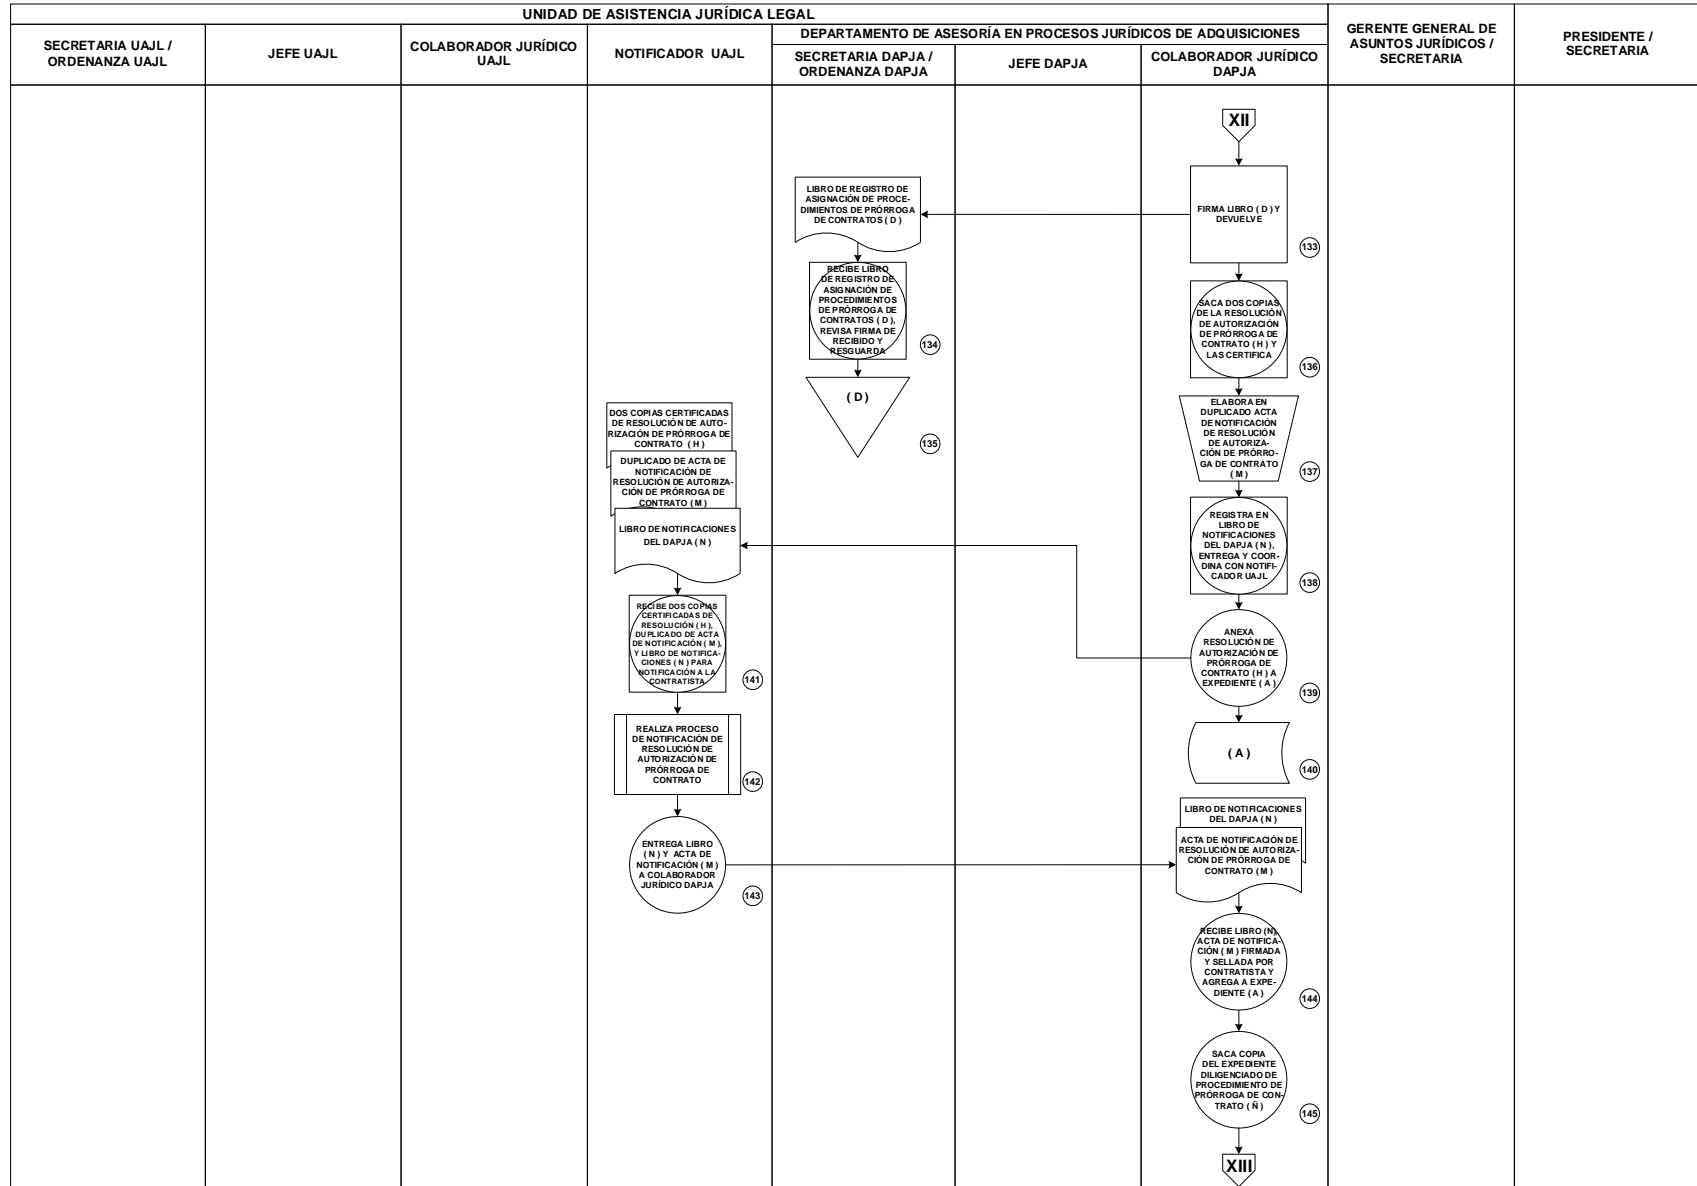 UNIDAD DE ASISTENCIA JURÍDICA LEGAL
SECRETARIA UAJL /
ORDENANZA UAJL
JEFE UAJL
COLABORADOR JURÍDICO
UAJL
NOTIFICADOR UAJL
DEPARTAMENTO DE ASESORÍA EN PROCESOS JURÍDICOS DE ADQUISICIONES
SECRETARIA DAPJA /
ORDENANZA DAPJA
JEFE DAPJA
COLABORADOR JURÍDICO
DAPJA
GERENTE GENERAL DE
ASUNTOS JURÍDICOS /
SECRETARIA
PRESIDENTE /
SECRETARIA
XII
FIRMA LIBRO ( D ) Y
DEVUELVE
133
LIBRO DE REGISTRO DE
ASIGNACIÓN DE PROCE-
DIMIENTOS DE PRÓRROGA
DE CONTRATOS ( D )
RECIBE LIBRO
DE REGISTRO DE
ASIGNACIÓN DE
PROCEDIMIENTOS
DE PRÓRROGA DE
CONTRATOS ( D ),
REVISA FIRMA DE
RECIBIDO Y
RESGUARDA
134
( D )
135
SACA DOS COPIAS
DE LA RESOLUCIÓN
DE AUTORIZACIÓN
DE PRÓRROGA DE
CONTRATO ( H ) Y
LAS CERTIFICA
136
ELABORA EN
DUPLICADO ACTA
DE NOTIFICACIÓN
DE RESOLUCIÓN
DE AUTORIZA-
CIÓN DE PRÓRRO-
GA DE CONTRATO
( M )
137
REGISTRA EN
LIBRO DE
NOTIFICACIONES
DEL DAPJA ( N ),
ENTREGA Y COOR-
DINA CON NOTIFI-
CADOR UAJL
138
ANEXA
RESOLUCIÓN DE
AUTORIZACIÓN DE
PRÓRROGA DE
CONTRATO ( H ) A
EXPEDIENTE ( A )
139
( A )
140
DOS COPIAS CERTIFICADAS
DE RESOLUCIÓN DE AUTO-
RIZACIÓN DE PRÓRROGA DE
CONTRATO ( H )
DUPLICADO DE ACTA DE
NOTIFICACIÓN DE
RESOLUCIÓN DE AUTORIZA-
CIÓN DE PRÓRROGA DE
CONTRATO ( M )
LIBRO DE NOTIFICACIONES
DEL DAPJA ( N )
RECIBE DOS COPIAS
CERTIFICADAS DE
RESOLUCIÓN ( H ),
DUPLICADO DE ACTA
DE NOTIFICACIÓN ( M ),
Y LIBRO DE NOTIFICA-
CIONES ( N ) PARA
NOTIFICACIÓN A LA
CONTRATISTA
141
REALIZA PROCESO
DE NOTIFICACIÓN DE
RESOLUCIÓN DE
AUTORIZACIÓN DE
PRÓRROGA DE
CONTRATO
142
ENTREGA LIBRO
( N ) Y ACTA DE
NOTIFICACIÓN ( M )
A COLABORADOR
JURÍDICO DAPJA
143
LIBRO DE NOTIFICACIONES
DEL DAPJA ( N )
ACTA DE NOTIFICACIÓN DE
RESOLUCIÓN DE AUTORIZA-
CIÓN DE PRÓRROGA DE
CONTRATO ( M )
RECIBE LIBRO (N),
ACTA DE NOTIFICA-
CIÓN ( M ) FIRMADA
Y SELLADA POR
CONTRATISTA Y
AGREGA A EXPE-
DIENTE ( A )
144
SACA COPIA
DEL EXPEDIENTE
DILIGENCIADO DE
PROCEDIMIENTO DE
PRÓRROGA DE CON-
TRATO ( Ñ )
145
XIII